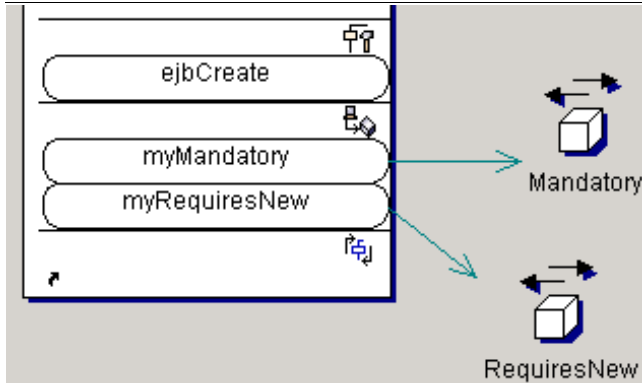 ejbCreate
myMandatory
Mandatory
myRequiresNew
RequiresNew